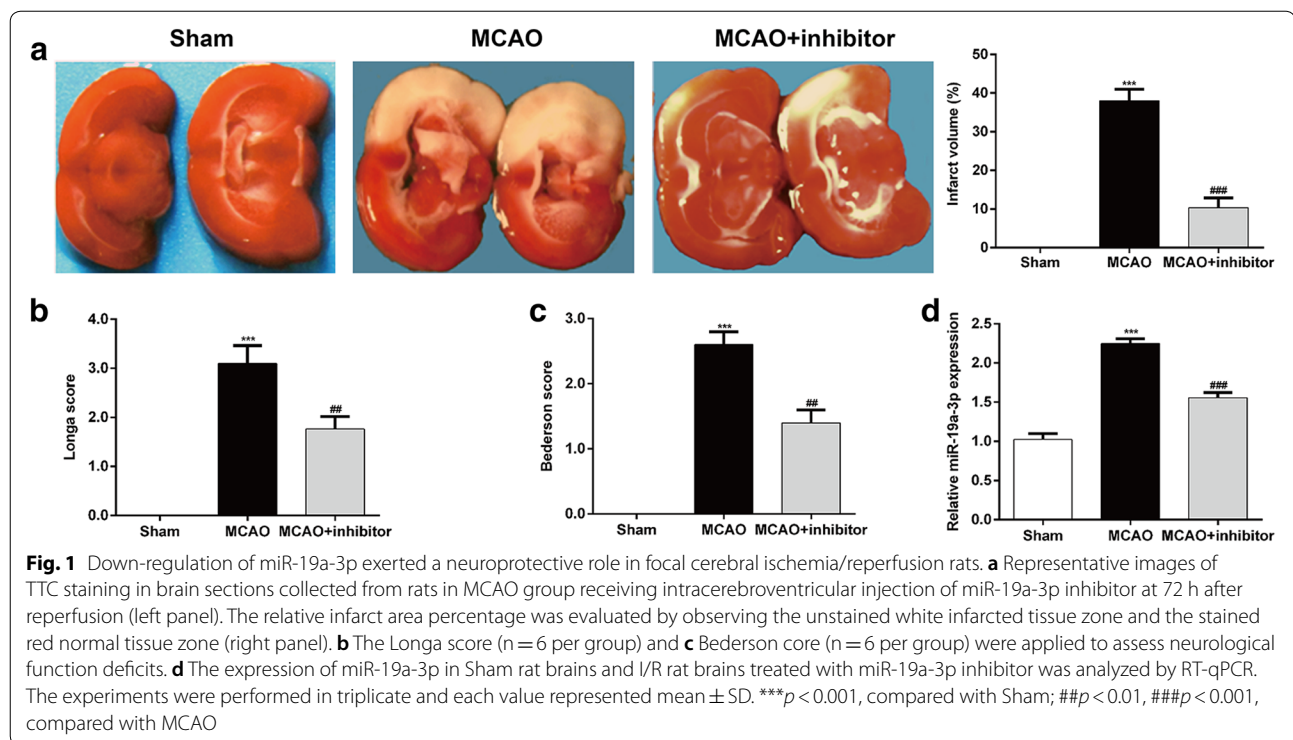 a
Sham
MCAO
MCAO+inhibitor
Infarct volume (%)
50
40
30
20
10
0
***
###
Sham
MCAO
MCAO+inhibitor
b
Longa score
4.0
3.0
2.0
1.0
0.0
***
##
Sham
MCAO
MCAO+inhibitor
c
Bederson score
3.0
2.0
1.0
0.0
***
##
Sham
MCAO
MCAO+inhibitor
d
Relative miR-19a-3p expression
2.5
2.0
1.5
1.0
0.5
0.0
***
###
Sham
MCAO
MCAO+inhibitor
Fig. 1 Down-regulation of miR-19a-3p exerted a neuroprotective role in focal cerebral ischemia/reperfusion rats. a Representative images of
TTC staining in brain sections collected from rats in MCAO group receiving intracerebroventricular injection of miR-19a-3p inhibitor at 72 h after
reperfusion (left panel). The relative infarct area percentage was evaluated by observing the unstained white infarcted tissue zone and the stained
red normal tissue zone (right panel). b The Longa score (n = 6 per group) and c Bederson core (n = 6 per group) were applied to assess neurological
function deficits. d The expression of miR-19a-3p in Sham rat brains and I/R rat brains treated with miR-19a-3p inhibitor was analyzed by RT-qPCR.
The experiments were performed in triplicate and each value represented mean ± SD. ***p < 0.001, compared with Sham; ##p < 0.01, ###p < 0.001,
compared with MCAO